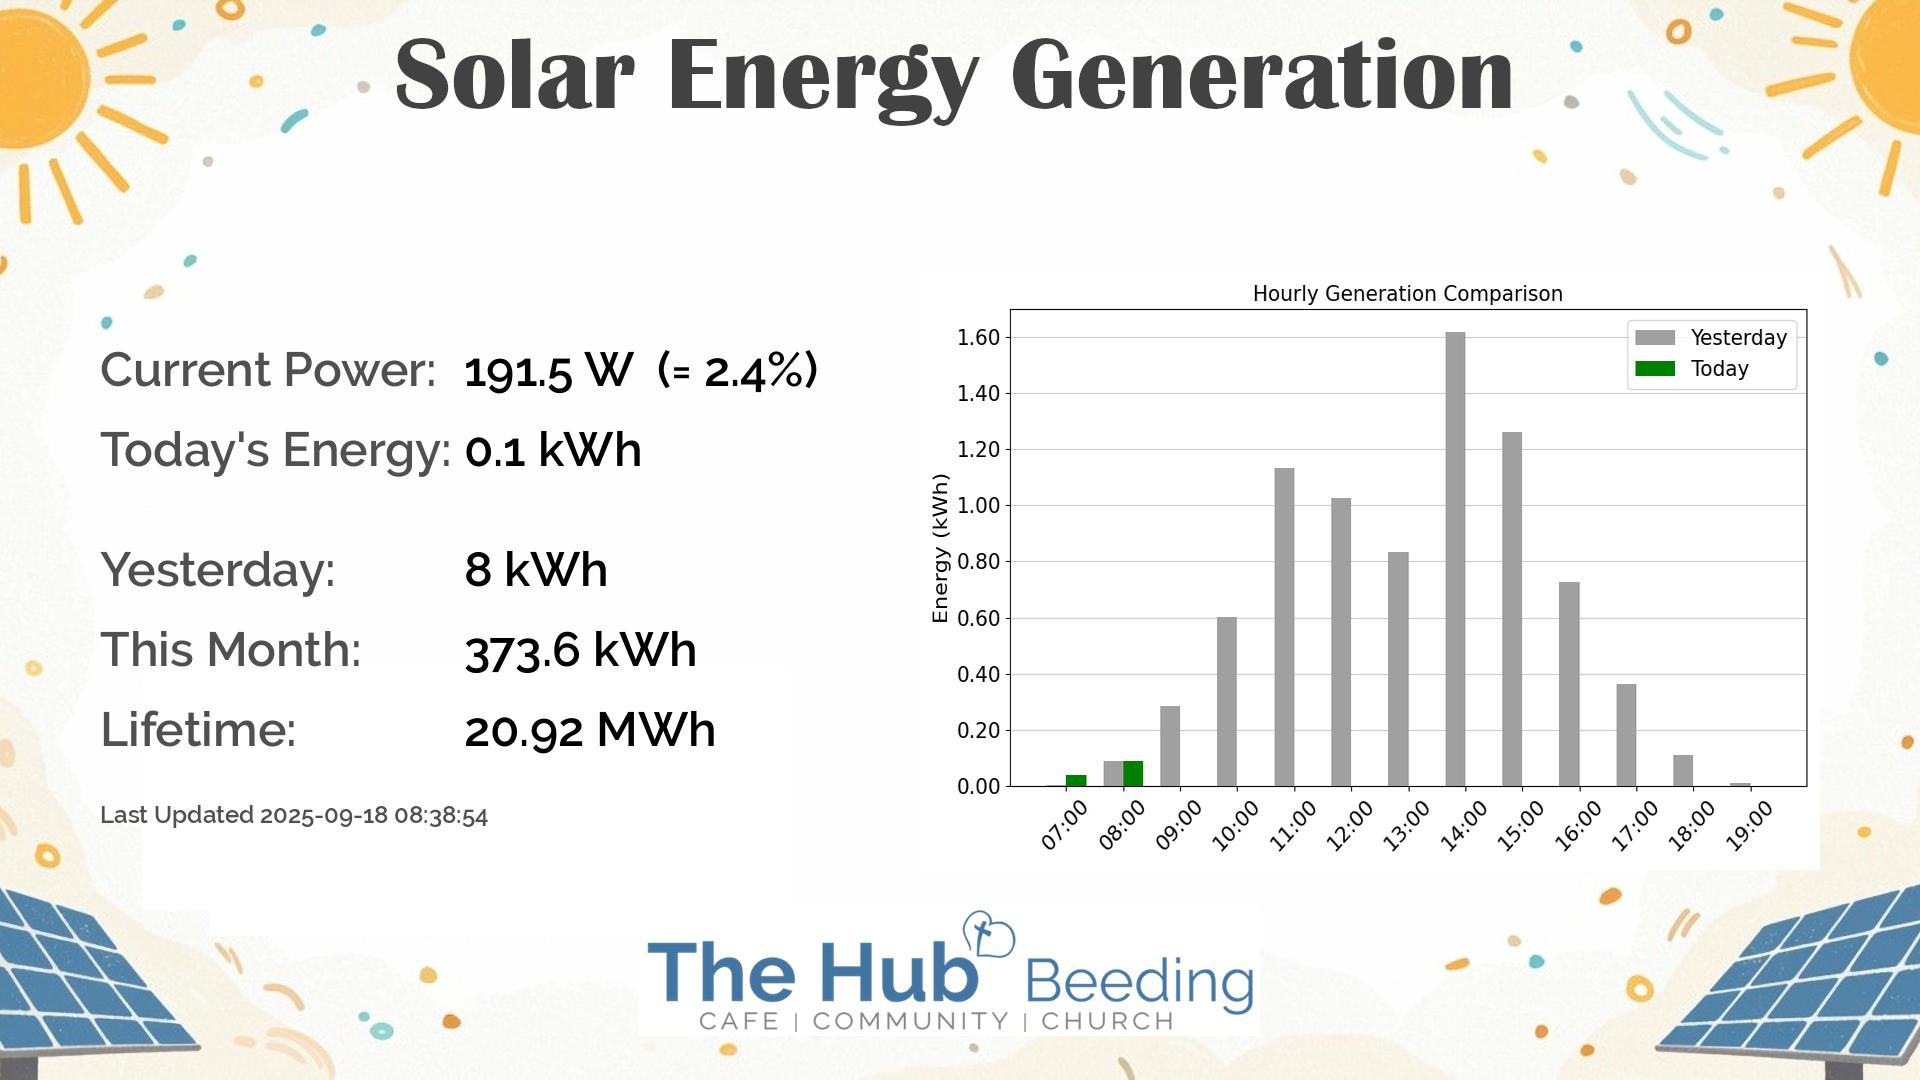 Solar Energy Generation
Current Power: 191.5 W (= 2.4%)
Today's Energy: 0.1 kWh
Yesterday: 8 kWh
This Month: 373.6 kWh
Lifetime: 20.92 MWh
Last Updated 2025-09-18 08:38:54
Hourly Generation Comparison
Yesterday
Today
Energy (kWh)
1.60
1.40
1.20
1.00
0.80
0.60
0.40
0.20
0.00
07:00 08:00 09:00 10:00 11:00 12:00 13:00 14:00 15:00 16:00 17:00 18:00 19:00
The Hub Beeding
CAFE | COMMUNITY | CHURCH